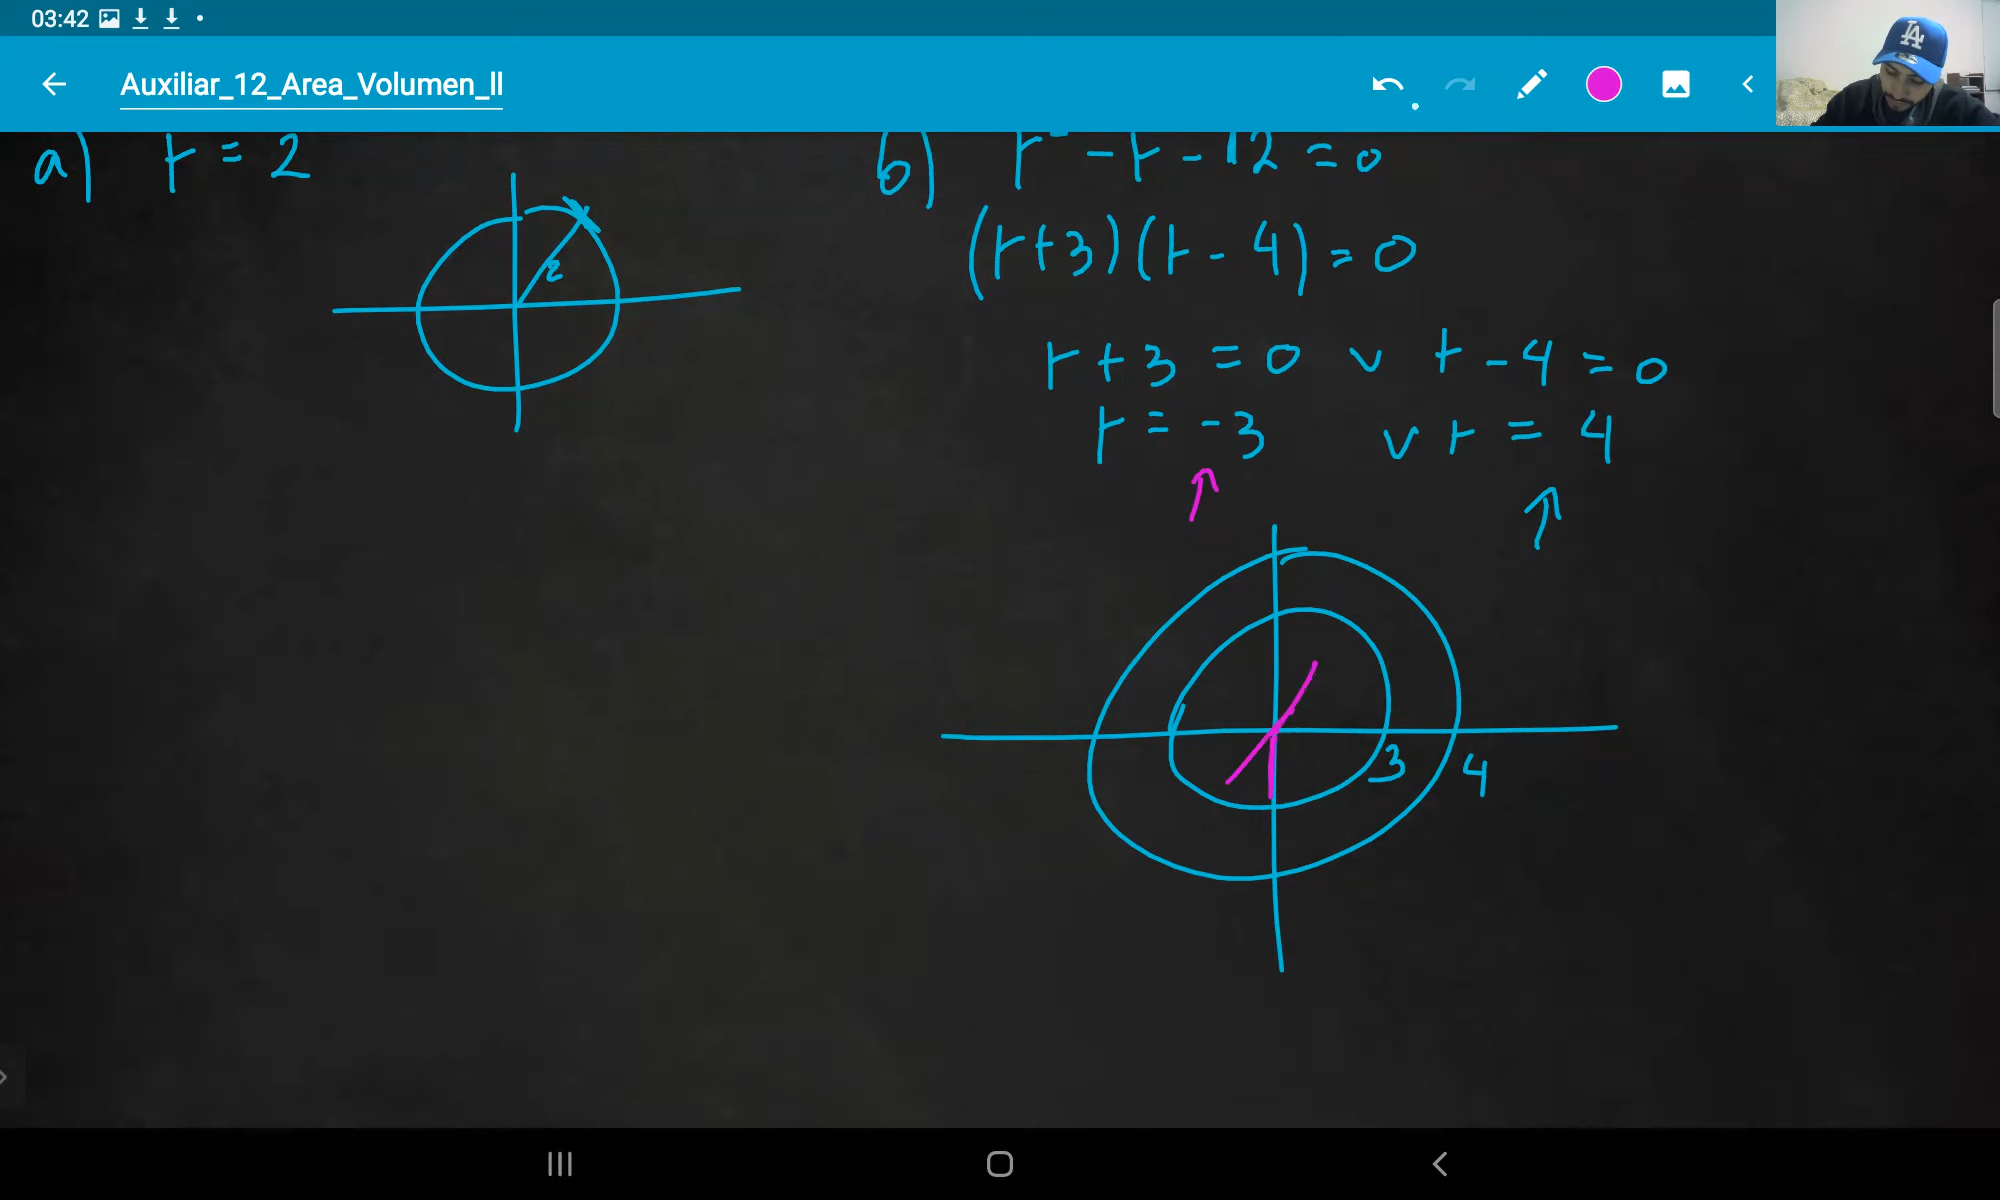 03:42
Auxiliar_12_Area_Volumen_II
LA
a) r = 2
2
b) r² - r - 12 = 0
(r+3)(r-4) = 0
r + 3 = 0 v r - 4 = 0
r = -3 v r = 4
3 4